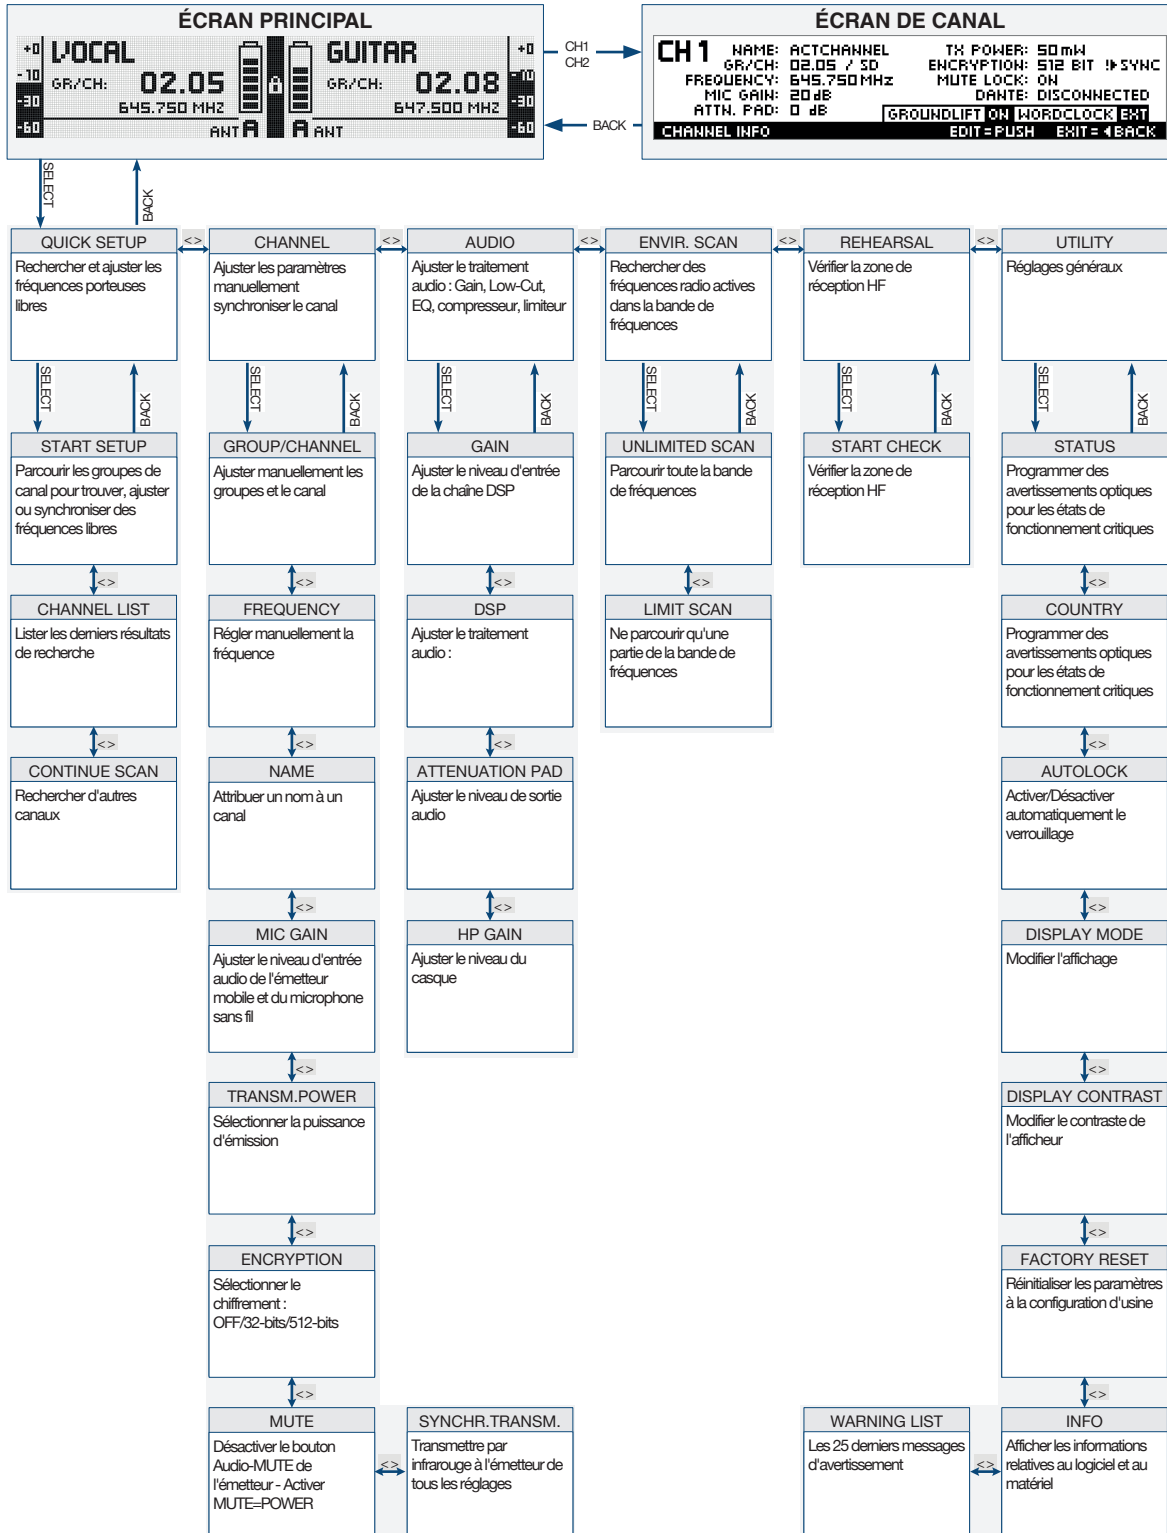 ÉCRAN PRINCIPAL
+0 VOCAL GUITAR +0
-10 GR/CH: 02.05 GR/CH: 02.08 -10
-30 645.750 MHZ 647.500 MHZ -30
-60 ANT A A ANT -60
CH1
CH2
BACK
ÉCRAN DE CANAL
CH 1 NAME: ACTCHANNEL TX POWER: 50 mW
GR/CH: 02.05 / SD ENCRYPTION: 512 BIT SYNC
FREQUENCY: 645.750 MHz MUTE LOCK: ON
MIC GAIN: 20 dB DANTE: DISCONNECTED
ATTN. PAD: 0 dB GROUNDLIFT ON WORDCLOCK EXT
CHANNEL INFO EDIT=PUSH EXIT=◀BACK
SELECT
BACK
QUICK SETUP <> CHANNEL <> AUDIO <> ENVIR. SCAN <> REHEARSAL <> UTILITY
Rechercher et ajuster les
fréquences porteuses
libres
Ajuster les paramètres
manuellement
synchroniser le canal
Ajuster le traitement
audio : Gain, Low-Cut,
EQ, compresseur, limiteur
Rechercher des
fréquences radio actives
dans la bande de
fréquences
Vérifier la zone de
réception HF
Réglages généraux
SELECT BACK SELECT BACK SELECT BACK SELECT BACK SELECT BACK SELECT BACK
START SETUP
Parcourir les groupes de
canal pour trouver, ajuster
ou synchroniser des
fréquences libres
<>
CHANNEL LIST
Lister les derniers résultats
de recherche
<>
CONTINUE SCAN
Rechercher d'autres
canaux
GROUP/CHANNEL
Ajuster manuellement les
groupes et le canal
<>
FREQUENCY
Régler manuellement la
fréquence
<>
NAME
Attribuer un nom à un
canal
<>
MIC GAIN
Ajuster le niveau d'entrée
audio de l'émetteur
mobile et du microphone
sans fil
<>
TRANSM.POWER
Sélectionner la puissance
d'émission
<>
ENCRYPTION
Sélectionner le
chiffrement :
OFF/32-bits/512-bits
<>
MUTE
Désactiver le bouton
Audio-MUTE de
l'émetteur - Activer
MUTE=POWER
<>
SYNCHR.TRANSM.
Transmettre par
infrarouge à l'émetteur de
tous les réglages
GAIN
Ajuster le niveau d'entrée
de la chaîne DSP
<>
DSP
Ajuster le traitement
audio :
<>
ATTENUATION PAD
Ajuster le niveau de sortie
audio
<>
HP GAIN
Ajuster le niveau du
casque
UNLIMITED SCAN
Parcourir toute la bande
de fréquences
<>
LIMIT SCAN
Ne parcourir qu'une
partie de la bande de
fréquences
START CHECK
Vérifier la zone de
réception HF
STATUS
Programmer des
avertissements optiques
pour les états de
fonctionnement critiques
<>
COUNTRY
Programmer des
avertissements optiques
pour les états de
fonctionnement critiques
<>
AUTOLOCK
Activer/Désactiver
automatiquement le
verrouillage
<>
DISPLAY MODE
Modifier l'affichage
<>
DISPLAY CONTRAST
Modifier le contraste de
l'afficheur
<>
FACTORY RESET
Réinitialiser les paramètres
à la configuration d'usine
<>
INFO
Afficher les informations
relatives au logiciel et au
matériel
<>
WARNING LIST
Les 25 derniers messages
d'avertissement